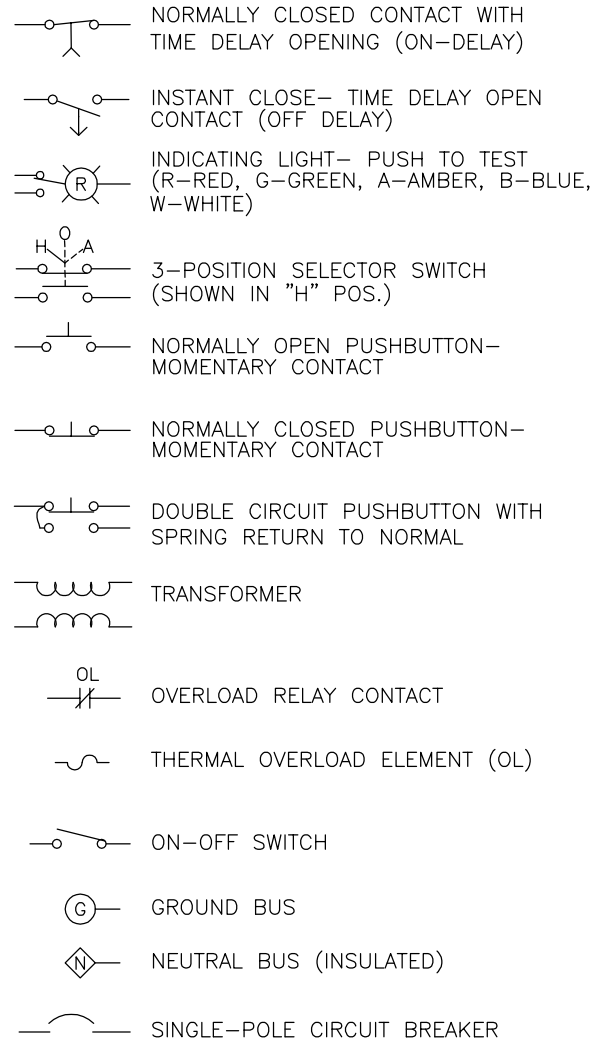 NORMALLY CLOSED CONTACT WITH
TIME DELAY OPENING (ON–DELAY)
INSTANT CLOSE– TIME DELAY OPEN
CONTACT (OFF DELAY)
INDICATING LIGHT– PUSH TO TEST
R
(R–RED, G–GREEN, A–AMBER, B–BLUE,
W–WHITE)
O
H A
3–POSITION SELECTOR SWITCH
(SHOWN IN "H" POS.)
NORMALLY OPEN PUSHBUTTON–
MOMENTARY CONTACT
NORMALLY CLOSED PUSHBUTTON–
MOMENTARY CONTACT
DOUBLE CIRCUIT PUSHBUTTON WITH
SPRING RETURN TO NORMAL
TRANSFORMER
OL
OVERLOAD RELAY CONTACT
THERMAL OVERLOAD ELEMENT (OL)
ON–OFF SWITCH
G GROUND BUS
N NEUTRAL BUS (INSULATED)
SINGLE–POLE CIRCUIT BREAKER